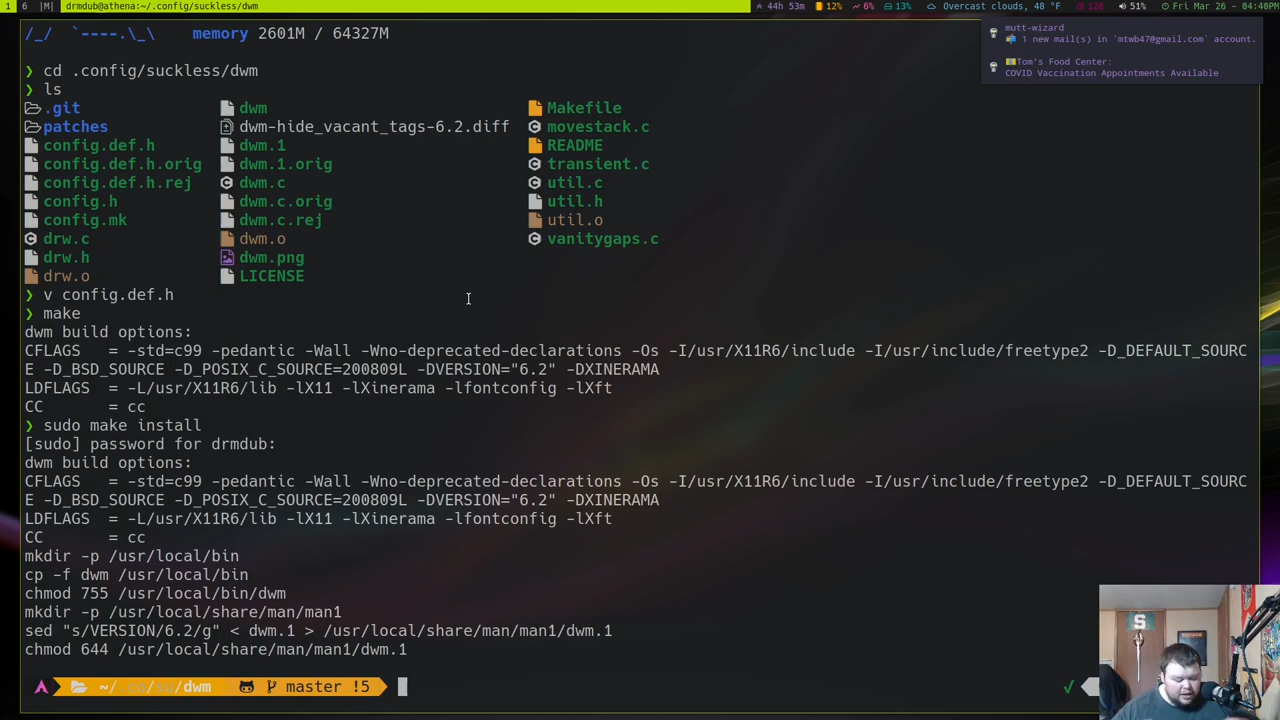 1 6 |M| drmdub@athena:~/.config/suckless/dwm 44h 53m 12% 6% 13% Overcast clouds, 48 °F 120 51% Fri Mar 26 - 04:40PM
/_/ `----.\_\ memory 2601M / 64327M
mutt-wizard
1 new mail(s) in `mtwb47@gmail.com` account.
Tom's Food Center:
COVID Vaccination Appointments Available
❯ cd .config/suckless/dwm
❯ ls
.git dwm Makefile
patches dwm-hide_vacant_tags-6.2.diff movestack.c
config.def.h dwm.1 README
config.def.h.orig dwm.1.orig transient.c
config.def.h.rej dwm.c util.c
config.h dwm.c.orig util.h
config.mk dwm.c.rej util.o
drw.c dwm.o vanitygaps.c
drw.h dwm.png
drw.o LICENSE
❯ v config.def.h
❯ make
dwm build options:
CFLAGS   = -std=c99 -pedantic -Wall -Wno-deprecated-declarations -Os -I/usr/X11R6/include -I/usr/include/freetype2 -D_DEFAULT_SOURC
E -D_BSD_SOURCE -D_POSIX_C_SOURCE=200809L -DVERSION="6.2" -DXINERAMA
LDFLAGS  = -L/usr/X11R6/lib -lX11 -lXinerama -lfontconfig -lXft
CC       = cc
❯ sudo make install
[sudo] password for drmdub:
dwm build options:
CFLAGS   = -std=c99 -pedantic -Wall -Wno-deprecated-declarations -Os -I/usr/X11R6/include -I/usr/include/freetype2 -D_DEFAULT_SOURC
E -D_BSD_SOURCE -D_POSIX_C_SOURCE=200809L -DVERSION="6.2" -DXINERAMA
LDFLAGS  = -L/usr/X11R6/lib -lX11 -lXinerama -lfontconfig -lXft
CC       = cc
mkdir -p /usr/local/bin
cp -f dwm /usr/local/bin
chmod 755 /usr/local/bin/dwm
mkdir -p /usr/local/share/man/man1
sed "s/VERSION/6.2/g" < dwm.1 > /usr/local/share/man/man1/dwm.1
chmod 644 /usr/local/share/man/man1/dwm.1
~/.co/su/dwm master !5 ✓
S